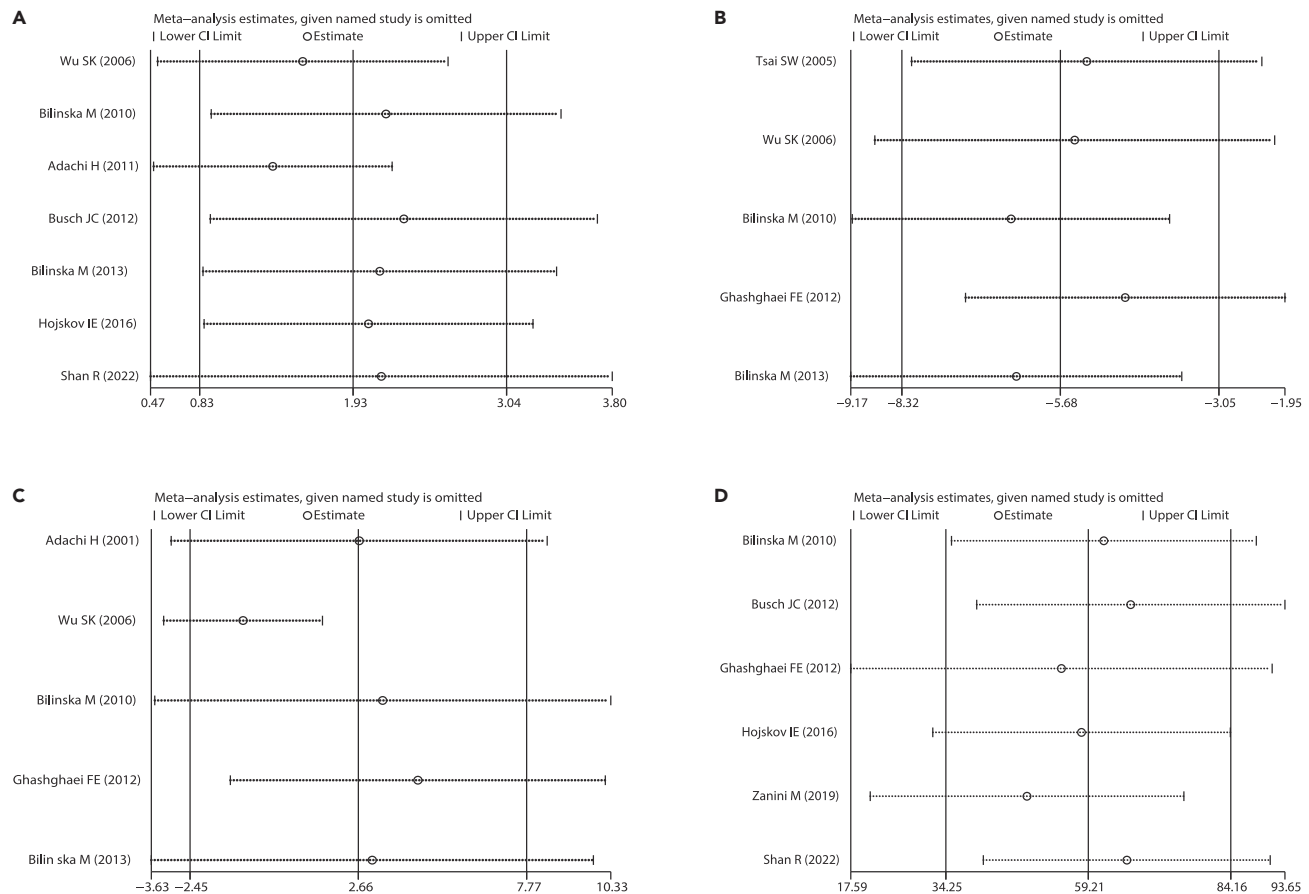 A
Meta−analysis estimates, given named study is omitted
Lower CI Limit Estimate Upper CI Limit
Wu SK (2006)
Bilinska M (2010)
Adachi H (2011)
Busch JC (2012)
Bilinska M (2013)
Hojskov IE (2016)
Shan R (2022)
0.47 0.83 1.93 3.04 3.80
B
Meta−analysis estimates, given named study is omitted
Lower CI Limit Estimate Upper CI Limit
Tsai SW (2005)
Wu SK (2006)
Bilinska M (2010)
Ghashghaei FE (2012)
Bilinska M (2013)
−9.17 −8.32 −5.68 −3.05 −1.95
C
Meta−analysis estimates, given named study is omitted
Lower CI Limit Estimate Upper CI Limit
Adachi H (2001)
Wu SK (2006)
Bilinska M (2010)
Ghashghaei FE (2012)
Bilin ska M (2013)
−3.63 −2.45 2.66 7.77 10.33
D
Meta−analysis estimates, given named study is omitted
Lower CI Limit Estimate Upper CI Limit
Bilinska M (2010)
Busch JC (2012)
Ghashghaei FE (2012)
Hojskov IE (2016)
Zanini M (2019)
Shan R (2022)
17.59 34.25 59.21 84.16 93.65